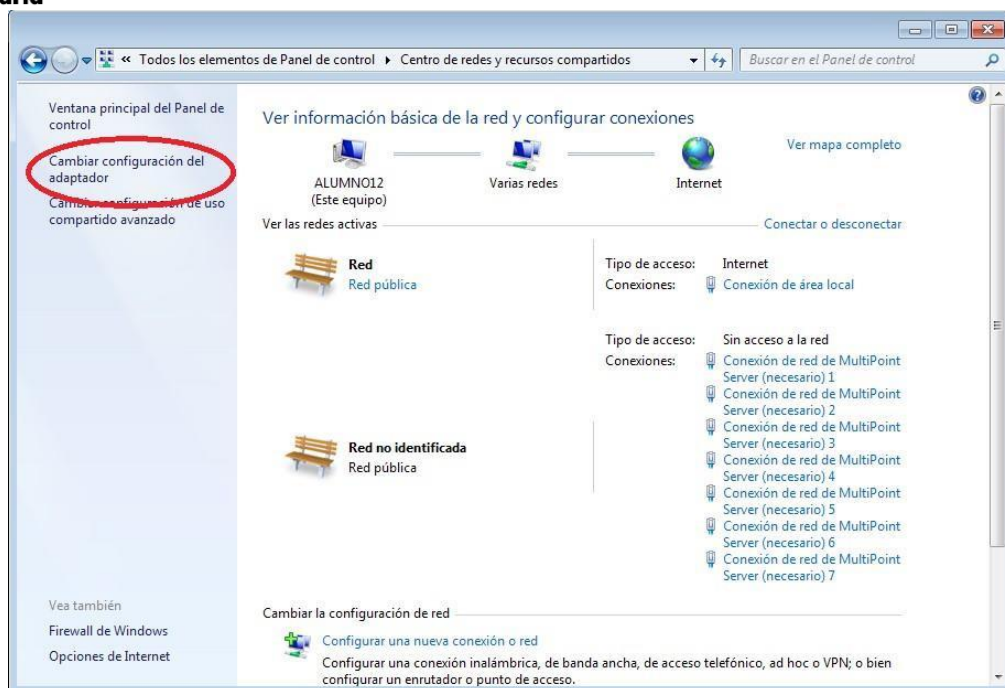 « Todos los elementos de Panel de control ▸ Centro de redes y recursos compartidos
Buscar en el Panel de control
Ventana principal del Panel de
control
Cambiar configuración del
adaptador
Cambiar configuración de uso
compartido avanzado
Vea también
Firewall de Windows
Opciones de Internet
Ver información básica de la red y configurar conexiones
Ver mapa completo
ALUMNO12
(Este equipo)
Varias redes
Internet
Ver las redes activas
Conectar o desconectar
Red
Red pública
Tipo de acceso: Internet
Conexiones: Conexión de área local
Red no identificada
Red pública
Tipo de acceso: Sin acceso a la red
Conexiones: Conexión de red de MultiPoint
Server (necesario) 1
Conexión de red de MultiPoint
Server (necesario) 2
Conexión de red de MultiPoint
Server (necesario) 3
Conexión de red de MultiPoint
Server (necesario) 4
Conexión de red de MultiPoint
Server (necesario) 5
Conexión de red de MultiPoint
Server (necesario) 6
Conexión de red de MultiPoint
Server (necesario) 7
Cambiar la configuración de red
Configurar una nueva conexión o red
Configurar una conexión inalámbrica, de banda ancha, de acceso telefónico, ad hoc o VPN; o bien
configurar un enrutador o punto de acceso.